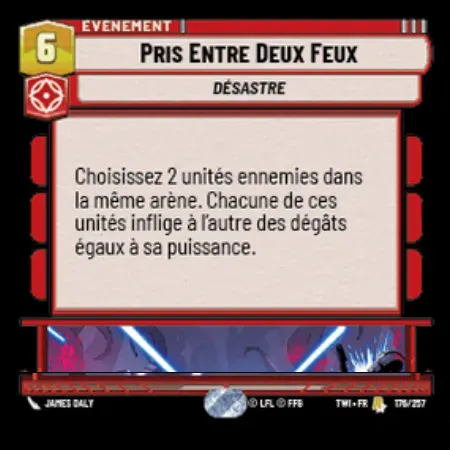 ÉVÉNEMENT
6
PRIS ENTRE DEUX FEUX
DÉSASTRE
Choisissez 2 unités ennemies dans
la même arène. Chacune de ces
unités inflige à l'autre des dégâts
égaux à sa puissance.
JAMES DALY
© LFL © FFG
TWI • FR
176/257